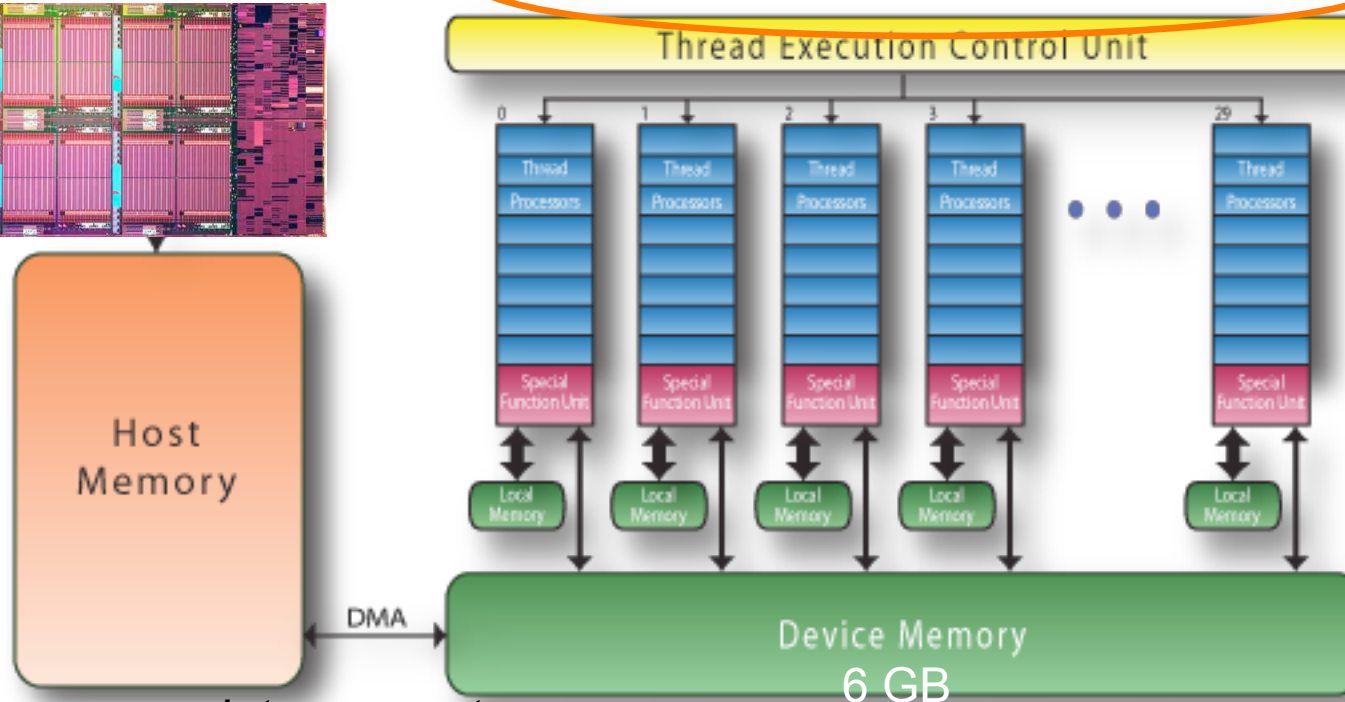 Thread Execution Control Unit
0 1 2 3 29
Thread Thread Thread Thread Thread
Processors Processors Processors Processors Processors
Special Special Special Special Special
Function Unit Function Unit Function Unit Function Unit Function Unit
Host
Memory
Local Local Local Local Local
Memory Memory Memory Memory Memory
DMA
Device Memory
6 GB